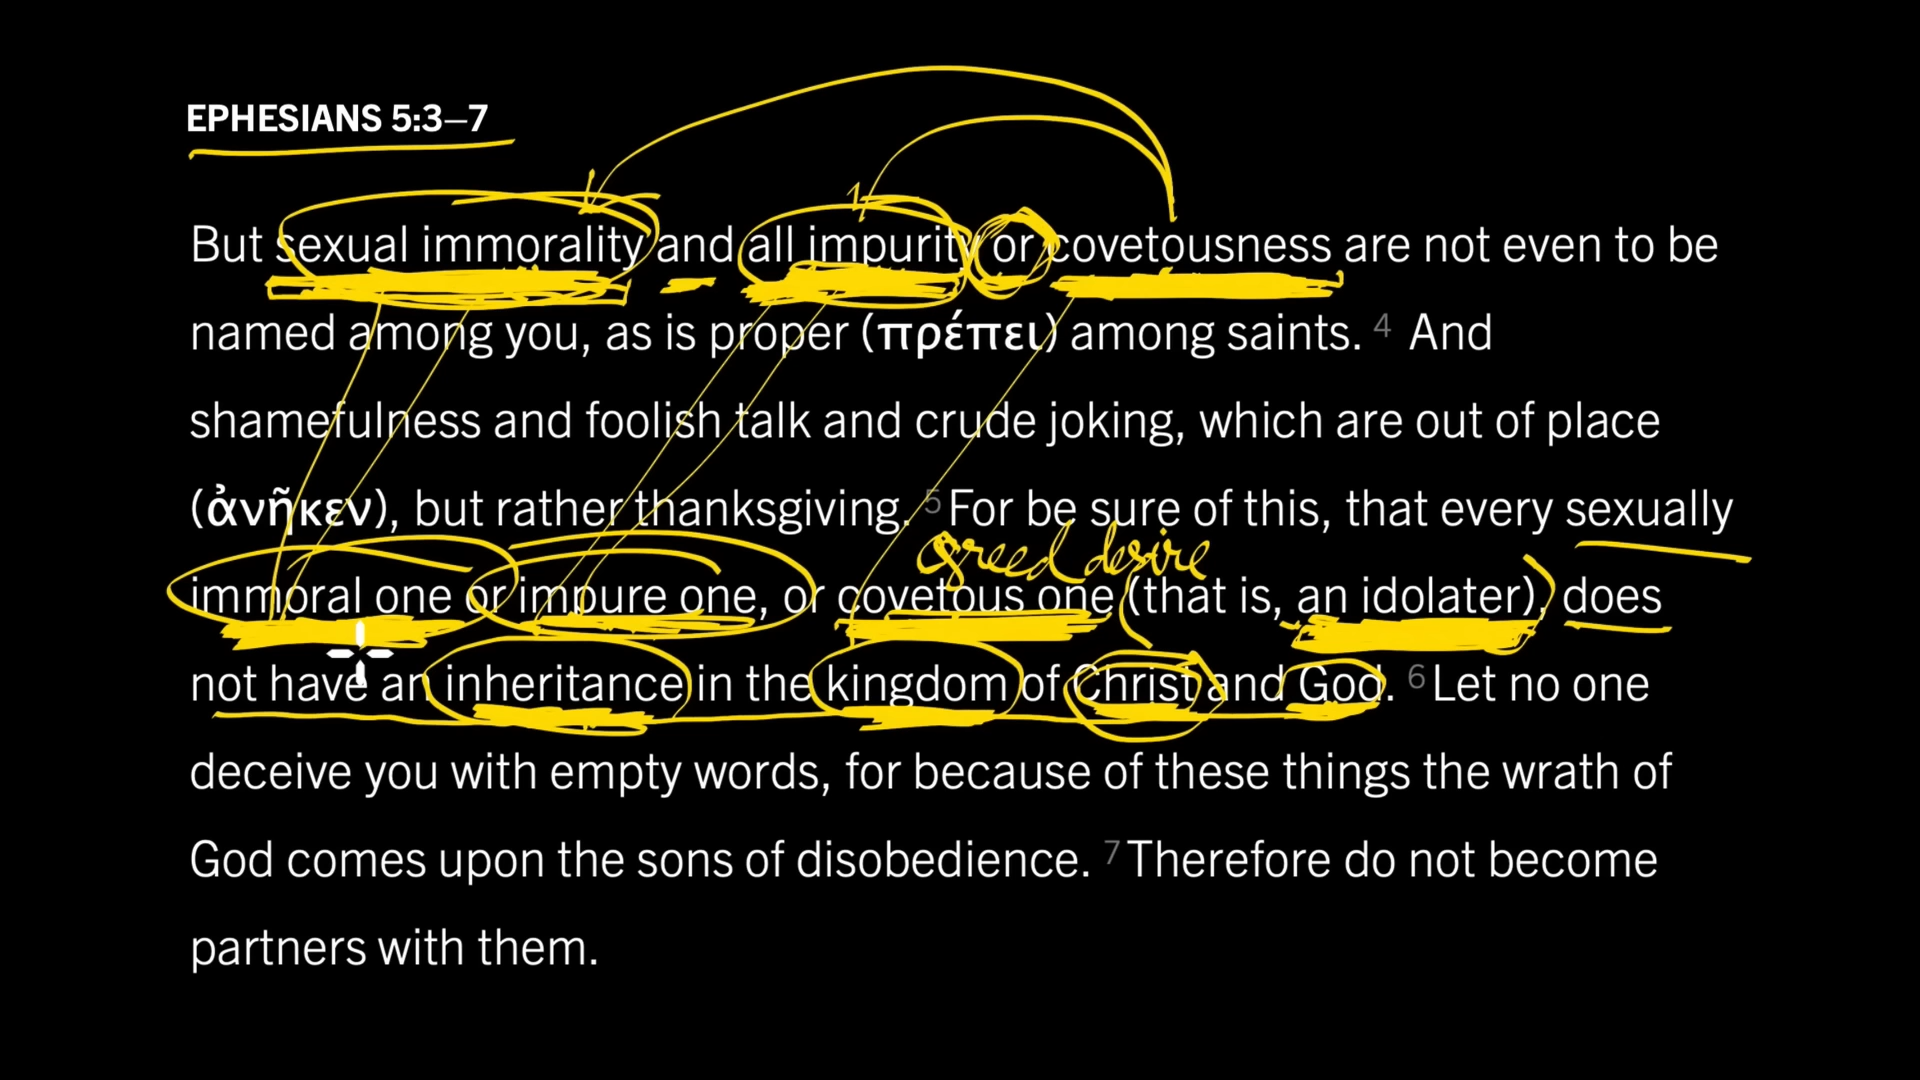 EPHESIANS 5:3–7
But sexual immorality and all impurity or covetousness are not even to be
named among you, as is proper (πρέπει) among saints. 4 And
shamefulness and foolish talk and crude joking, which are out of place
(ἀνῆκεν), but rather thanksgiving. 5 For be sure of this, that every sexually
greed desire
immoral one or impure one, or covetous one (that is, an idolater), does
not have an inheritance in the kingdom of Christ and God. 6 Let no one
deceive you with empty words, for because of these things the wrath of
God comes upon the sons of disobedience. 7 Therefore do not become
partners with them.